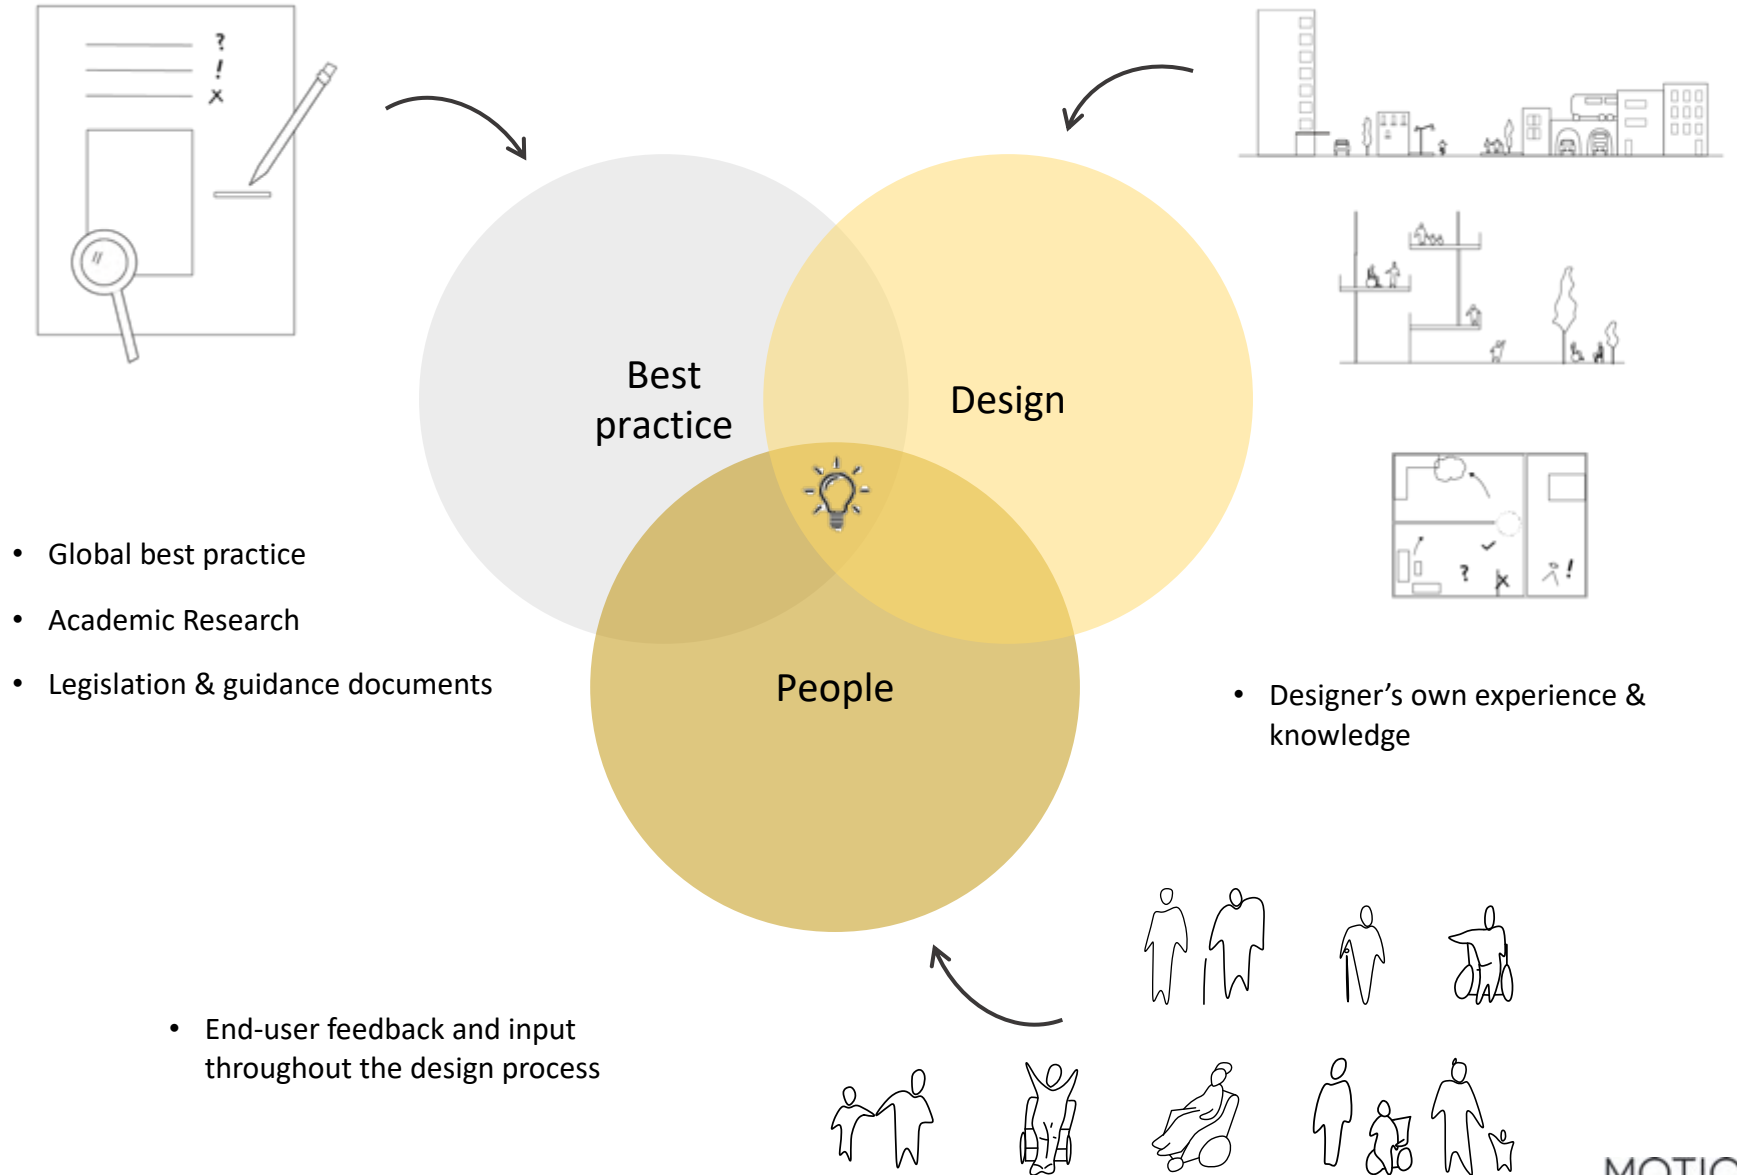 ?
!
x
Best
practice
Design
• Global best practice
• Academic Research
• Legislation & guidance documents
People
? x !
• Designer’s own experience &
knowledge
• End-user feedback and input
throughout the design process